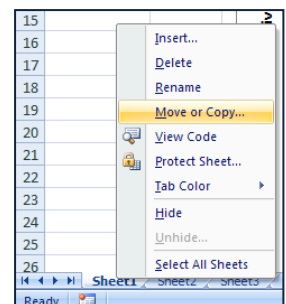 15
16
17
18
19
20
21
22
23
24
25
26
Insert...
Delete
Rename
Move or Copy...
View Code
Protect Sheet...
Tab Color
Hide
Unhide...
Select All Sheets
Sheet1 Sheet2 Sheet3
Ready